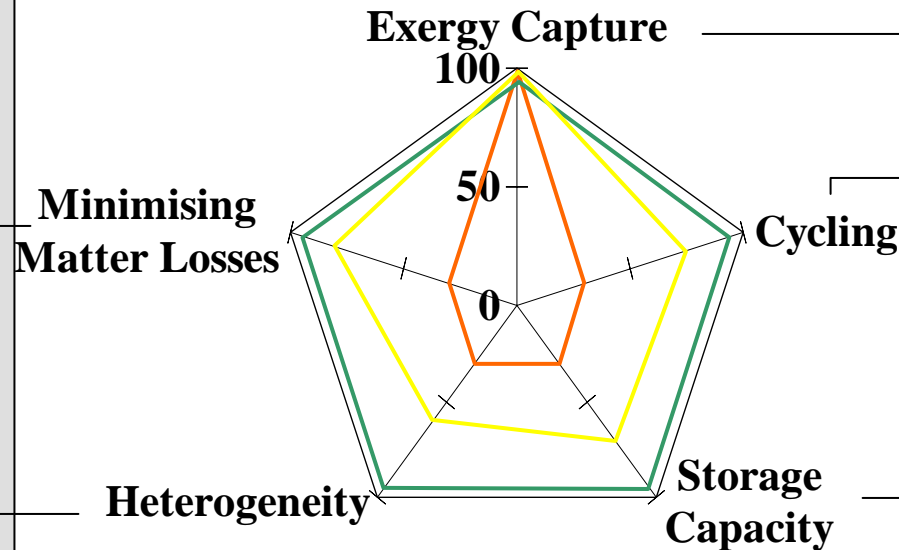 Exergy Capture
100
50
Minimising
Matter Losses
Cycling
0
Storage
Capacity
Heterogeneity